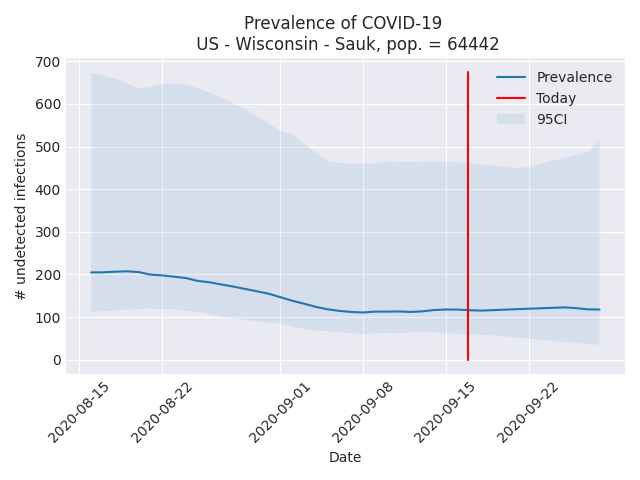 Prevalence of COVID-19
US - Wisconsin - Sauk, pop. = 64442
700
600
500
400
300
200
100
0
# undetected infections
Prevalence
Today
95CI
2020-08-15
2020-08-22
2020-09-01
2020-09-08
2020-09-15
2020-09-22
Date